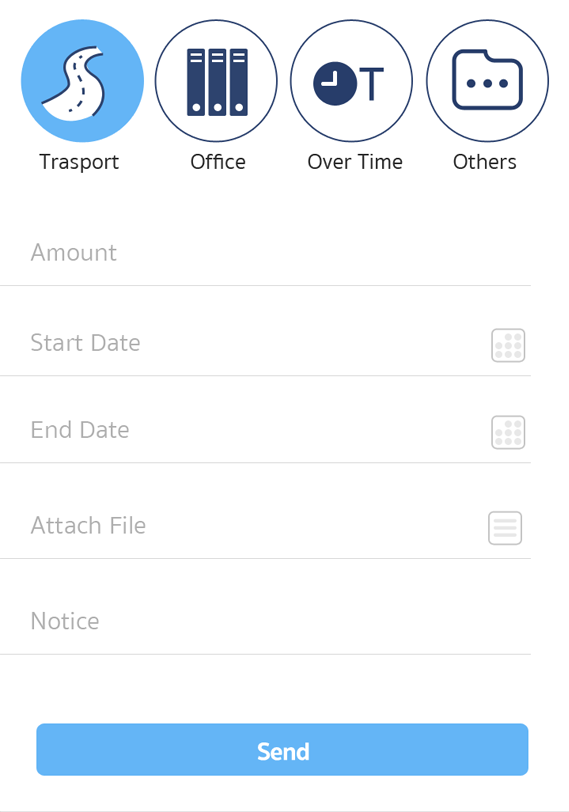 T
Trasport Office Over Time Others
Amount
Start Date
End Date
Attach File
Notice
Send